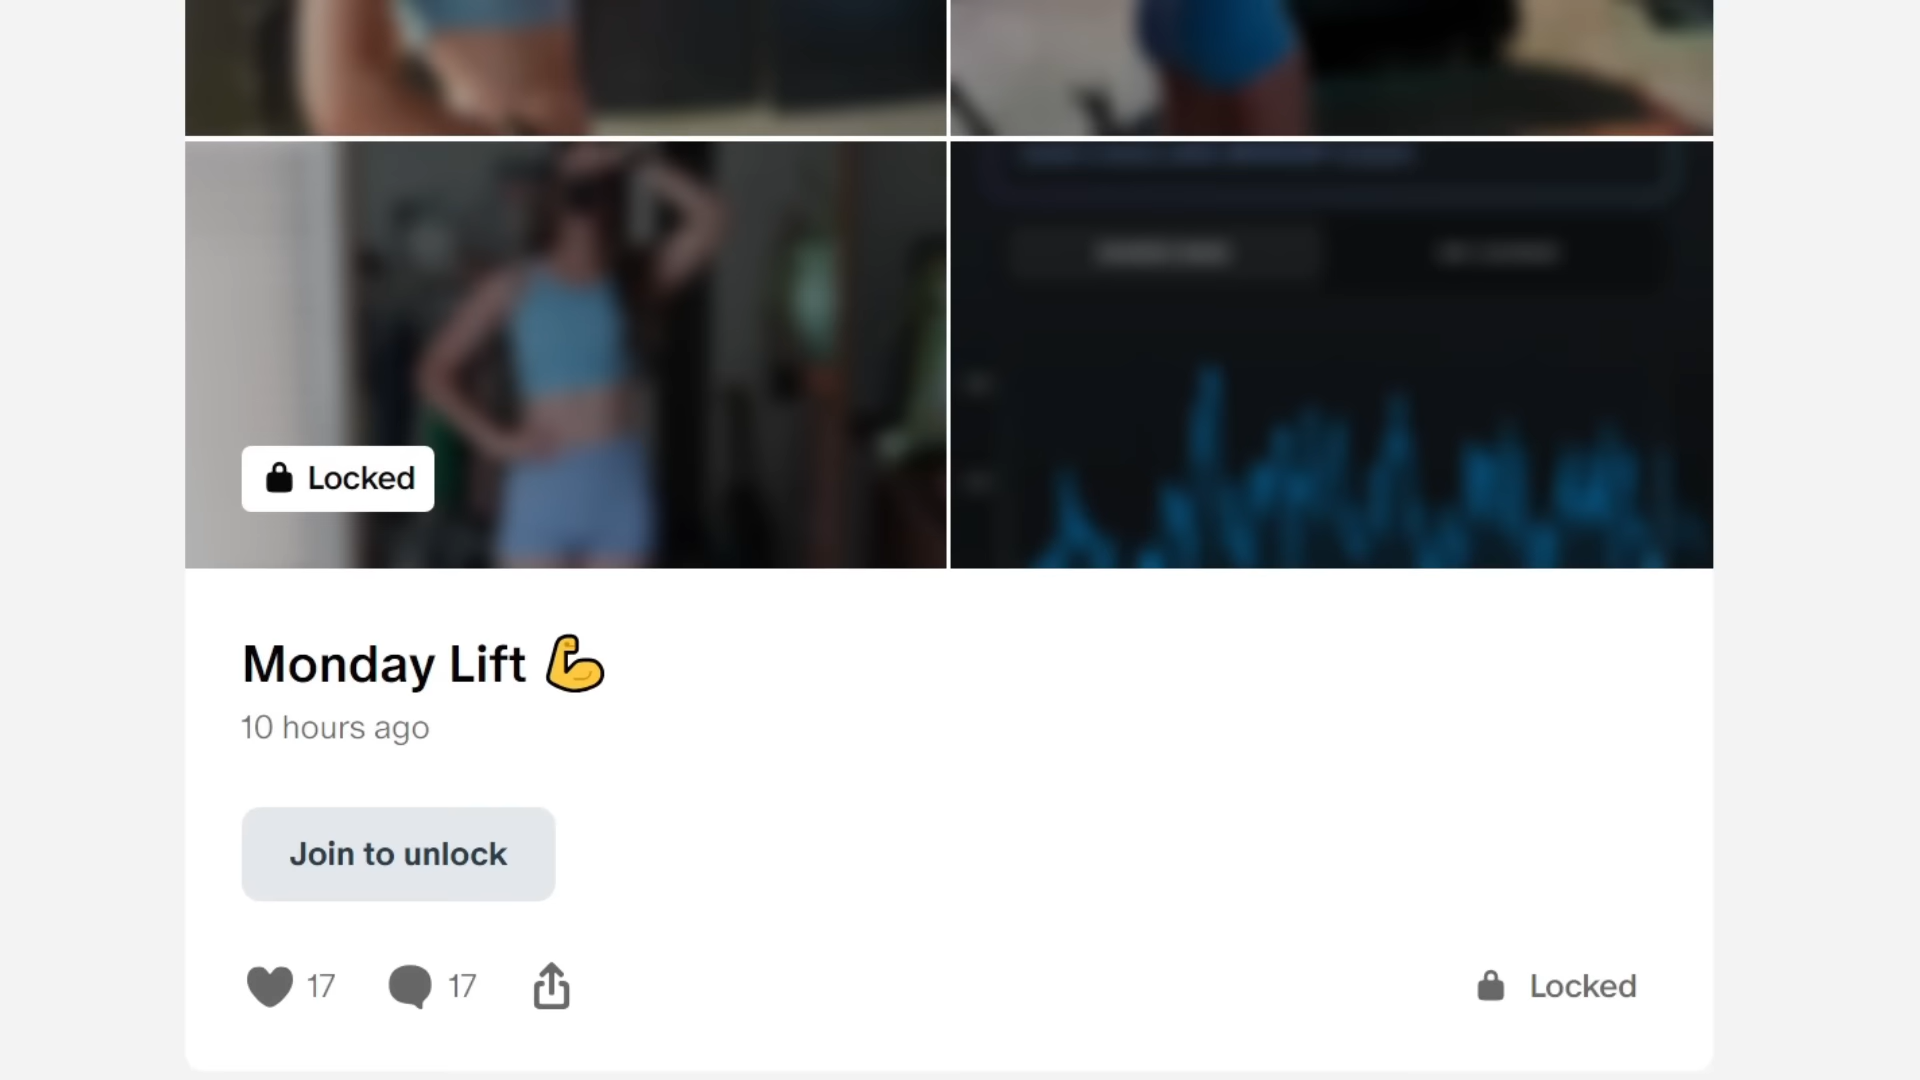 Locked
Monday Lift 💪
10 hours ago
Join to unlock
17 17
Locked